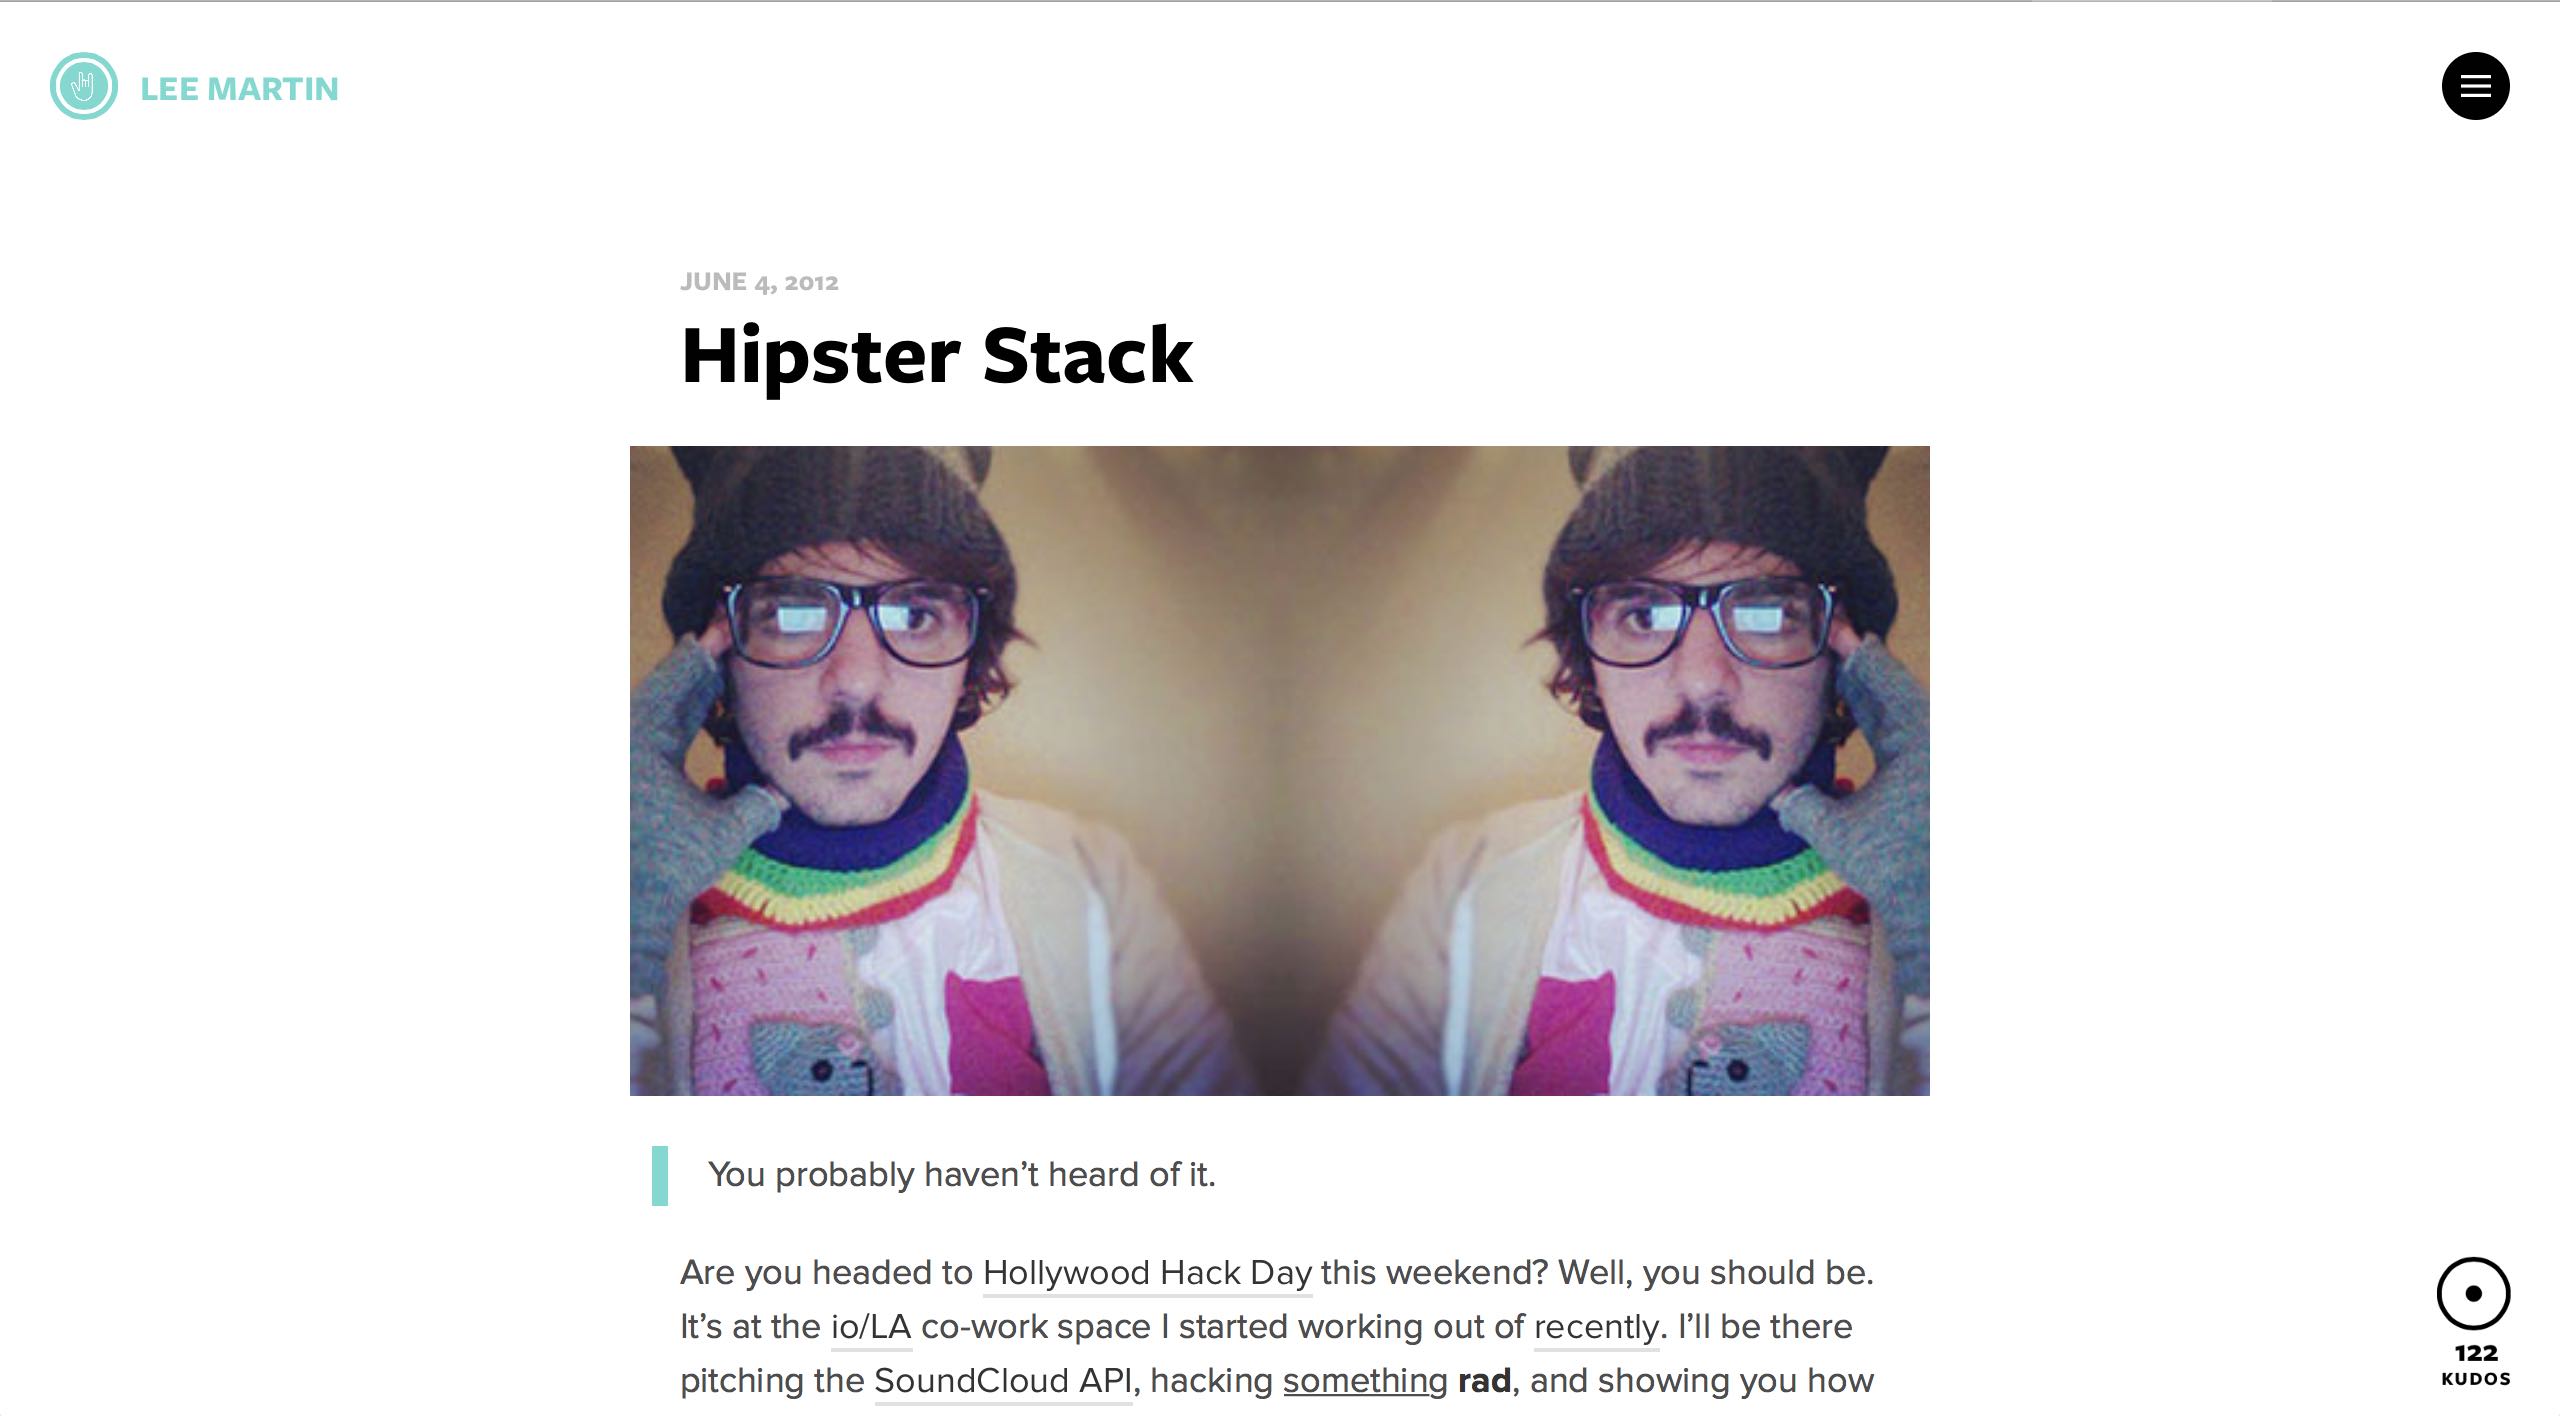 LEE MARTIN
JUNE 4, 2012
Hipster Stack
You probably haven’t heard of it.
Are you headed to Hollywood Hack Day this weekend? Well, you should be.
It’s at the io/LA co-work space I started working out of recently. I’ll be there
pitching the SoundCloud API, hacking something rad, and showing you how
122
KUDOS